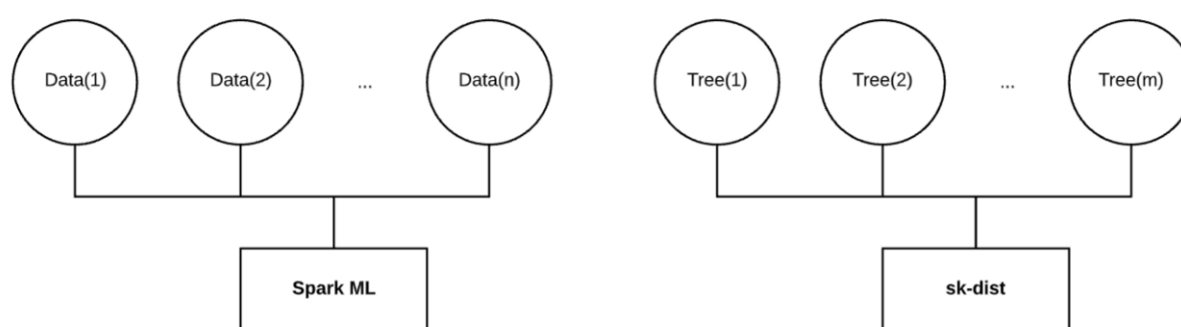 Data(1) Data(2) ... Data(n) Tree(1) Tree(2) ... Tree(m)
Spark ML sk-dist